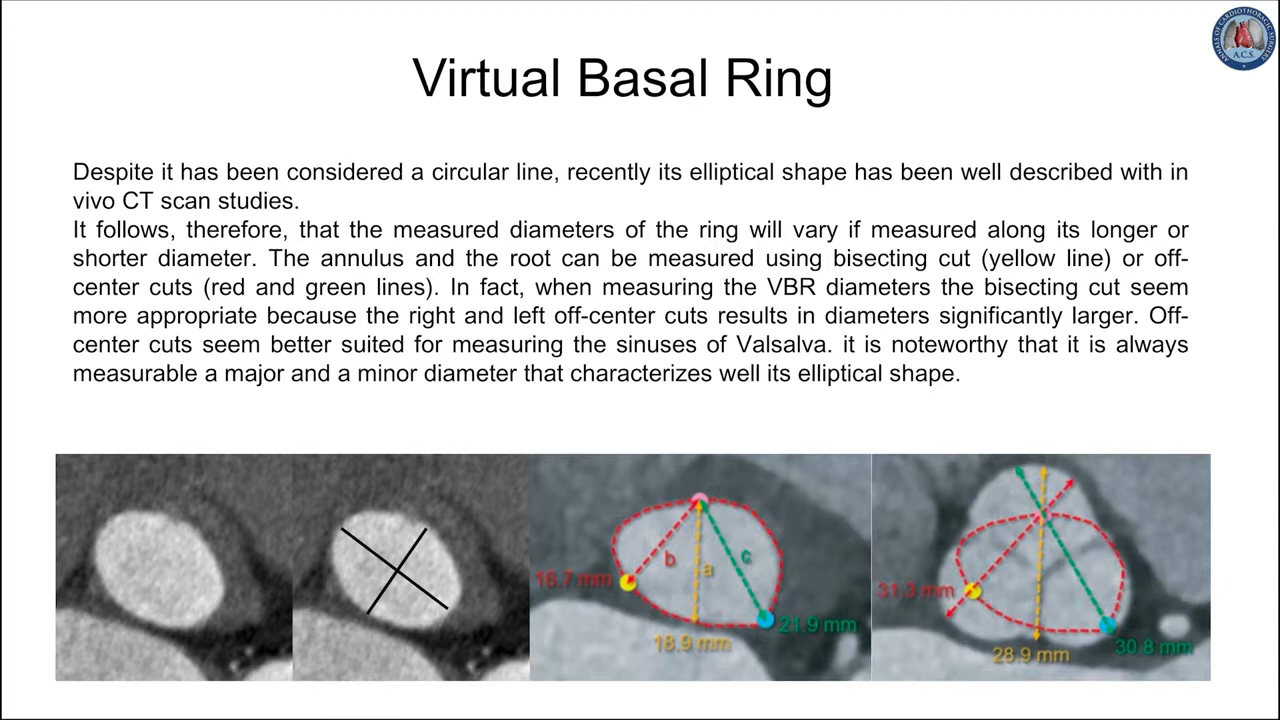 ANNALS OF CARDIOTHORACIC SURGERY
A.C.S
Virtual Basal Ring
Despite it has been considered a circular line, recently its elliptical shape has been well described with in
vivo CT scan studies.
It follows, therefore, that the measured diameters of the ring will vary if measured along its longer or
shorter diameter. The annulus and the root can be measured using bisecting cut (yellow line) or off-
center cuts (red and green lines). In fact, when measuring the VBR diameters the bisecting cut seem
more appropriate because the right and left off-center cuts results in diameters significantly larger. Off-
center cuts seem better suited for measuring the sinuses of Valsalva. it is noteworthy that it is always
measurable a major and a minor diameter that characterizes well its elliptical shape.
b
a
c
16.7 mm
18.9 mm
21.9 mm
31.3 mm
28.9 mm
30.8 mm